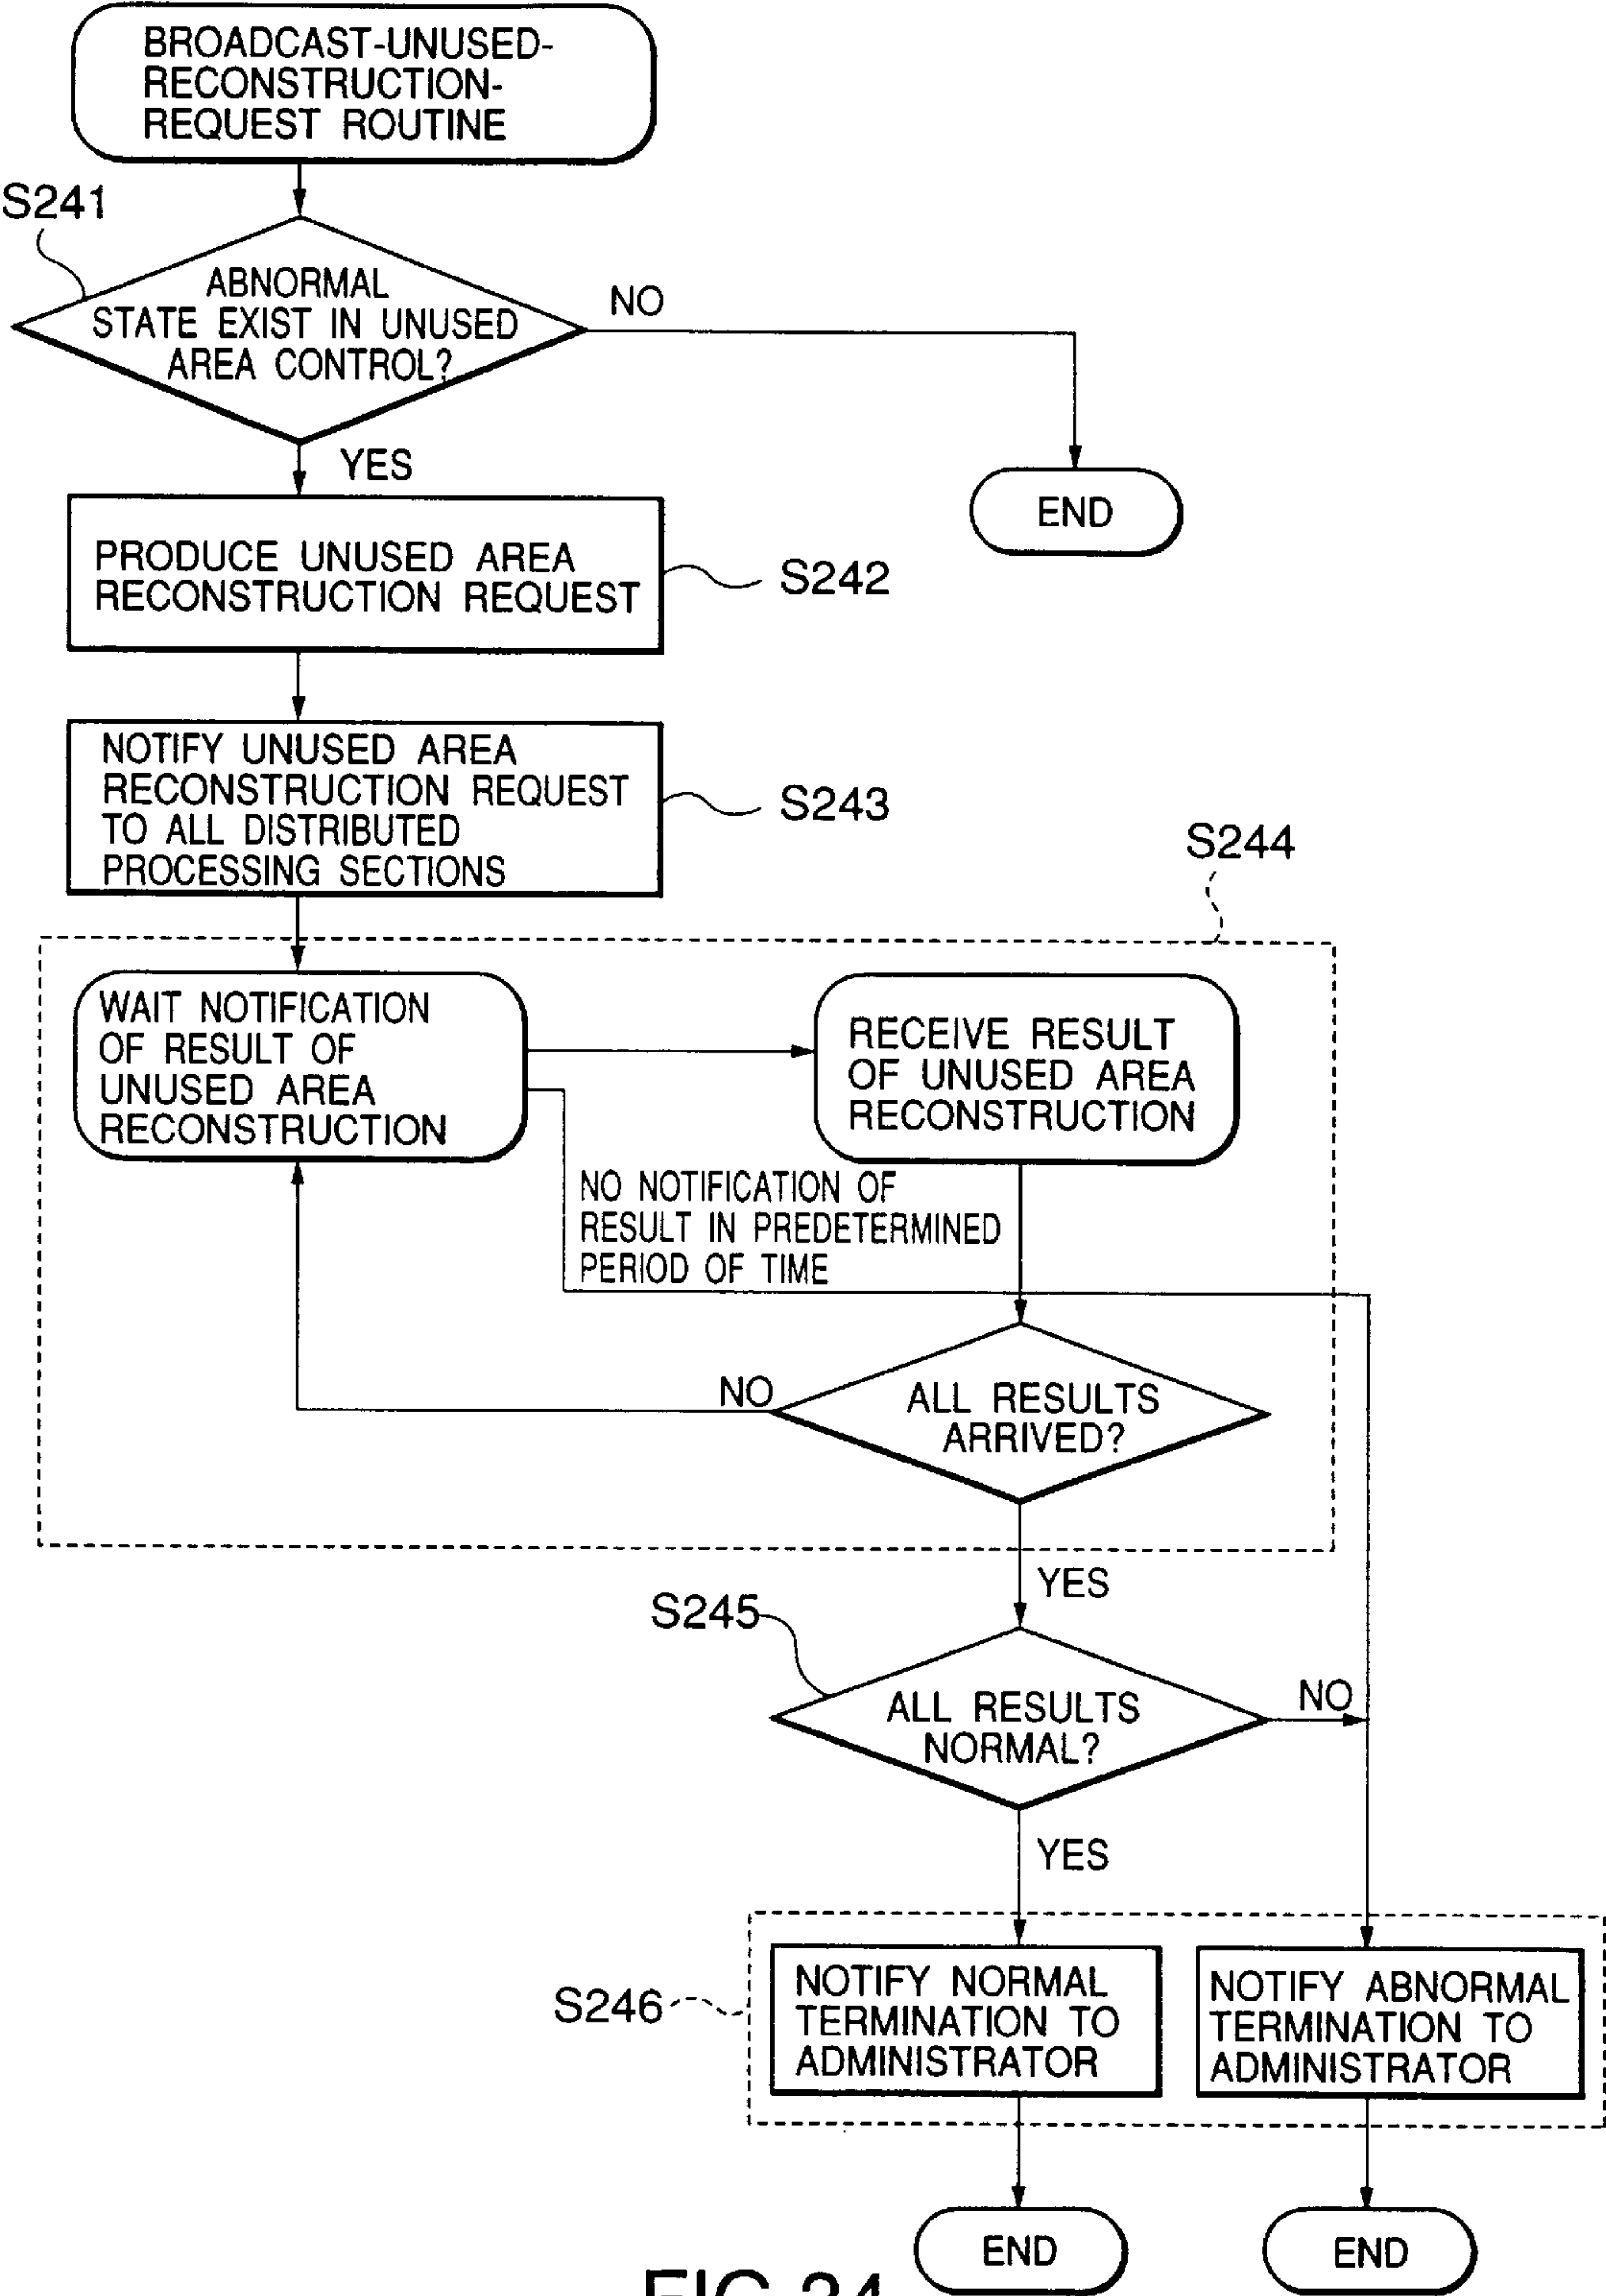 BROADCAST-UNUSED-
RECONSTRUCTION-
REQUEST ROUTINE
S241
ABNORMAL
STATE EXIST IN UNUSED
AREA CONTROL?
NO
END
YES
PRODUCE UNUSED AREA
RECONSTRUCTION REQUEST
S242
NOTIFY UNUSED AREA
RECONSTRUCTION REQUEST
TO ALL DISTRIBUTED
PROCESSING SECTIONS
S243
S244
WAIT NOTIFICATION
OF RESULT OF
UNUSED AREA
RECONSTRUCTION
RECEIVE RESULT
OF UNUSED AREA
RECONSTRUCTION
NO NOTIFICATION OF
RESULT IN PREDETERMINED
PERIOD OF TIME
NO
ALL RESULTS
ARRIVED?
YES
S245
ALL RESULTS
NORMAL?
NO
YES
S246
NOTIFY NORMAL
TERMINATION TO
ADMINISTRATOR
NOTIFY ABNORMAL
TERMINATION TO
ADMINISTRATOR
END
END
FIG.24